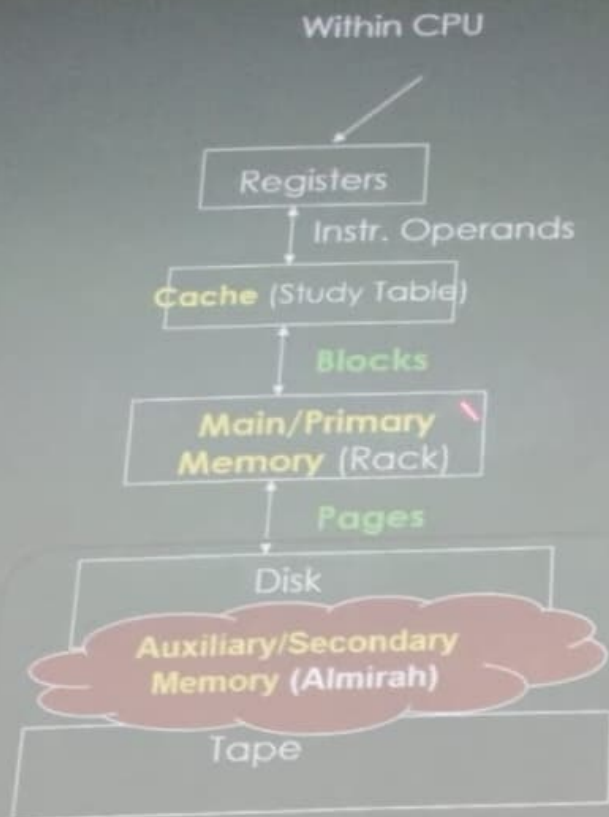 Within CPU
Registers
Instr. Operands
Cache (Study Table)
Blocks
Main/Primary
Memory (Rack)
Pages
Disk
Auxiliary/Secondary
Memory (Almirah)
Tape